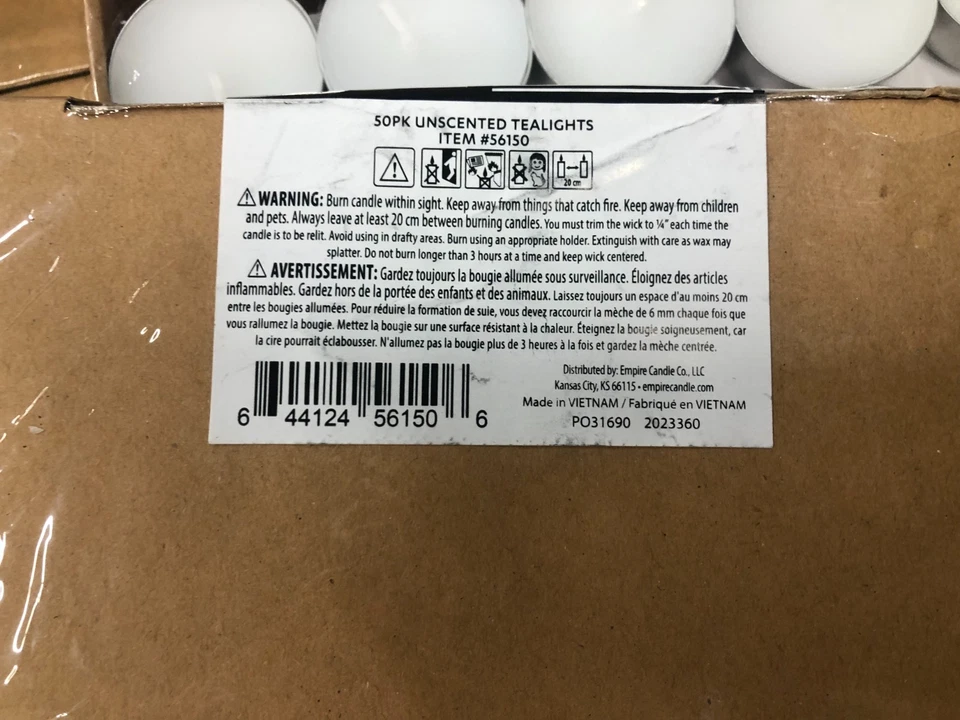 50PK UNSCENTED TEALIGHTS
ITEM #56150
20 cm
WARNING: Burn candle within sight. Keep away from things that catch fire. Keep away from children
and pets. Always leave at least 20 cm between burning candles. You must trim the wick to ¼" each time the
candle is to be relit. Avoid using in drafty areas. Burn using an appropriate holder. Extinguish with care as wax may
splatter. Do not burn longer than 3 hours at a time and keep wick centered.
AVERTISSEMENT: Gardez toujours la bougie allumée sous surveillance. Éloignez des articles
inflammables. Gardez hors de la portée des enfants et des animaux. Laissez toujours un espace d'au moins 20 cm
entre les bougies allumées. Pour réduire la formation de suie, vous devez raccourcir la mèche de 6 mm chaque fois que
vous rallumez la bougie. Mettez la bougie sur une surface résistant à la chaleur. Éteignez la bougie soigneusement, car
la cire pourrait éclabousser. N'allumez pas la bougie plus de 3 heures à la fois et gardez la mèche centrée.
Distributed by: Empire Candle Co., LLC
Kansas City, KS 66115 • empirecandle.com
Made in VIETNAM / Fabriqué en VIETNAM
PO31690 2023360
6 44124 56150 6